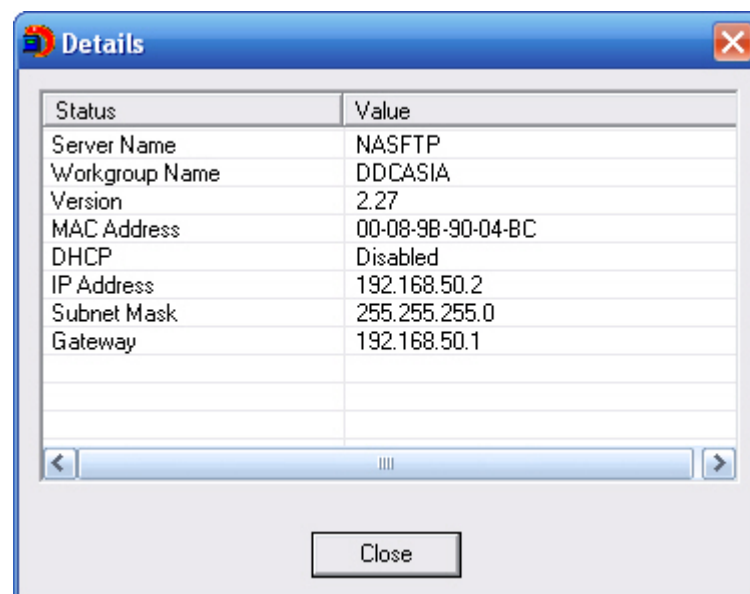 Details
Status Value
Server Name NASFTP
Workgroup Name DDCASIA
Version 2.27
MAC Address 00-08-9B-90-04-BC
DHCP Disabled
IP Address 192.168.50.2
Subnet Mask 255.255.255.0
Gateway 192.168.50.1
Close